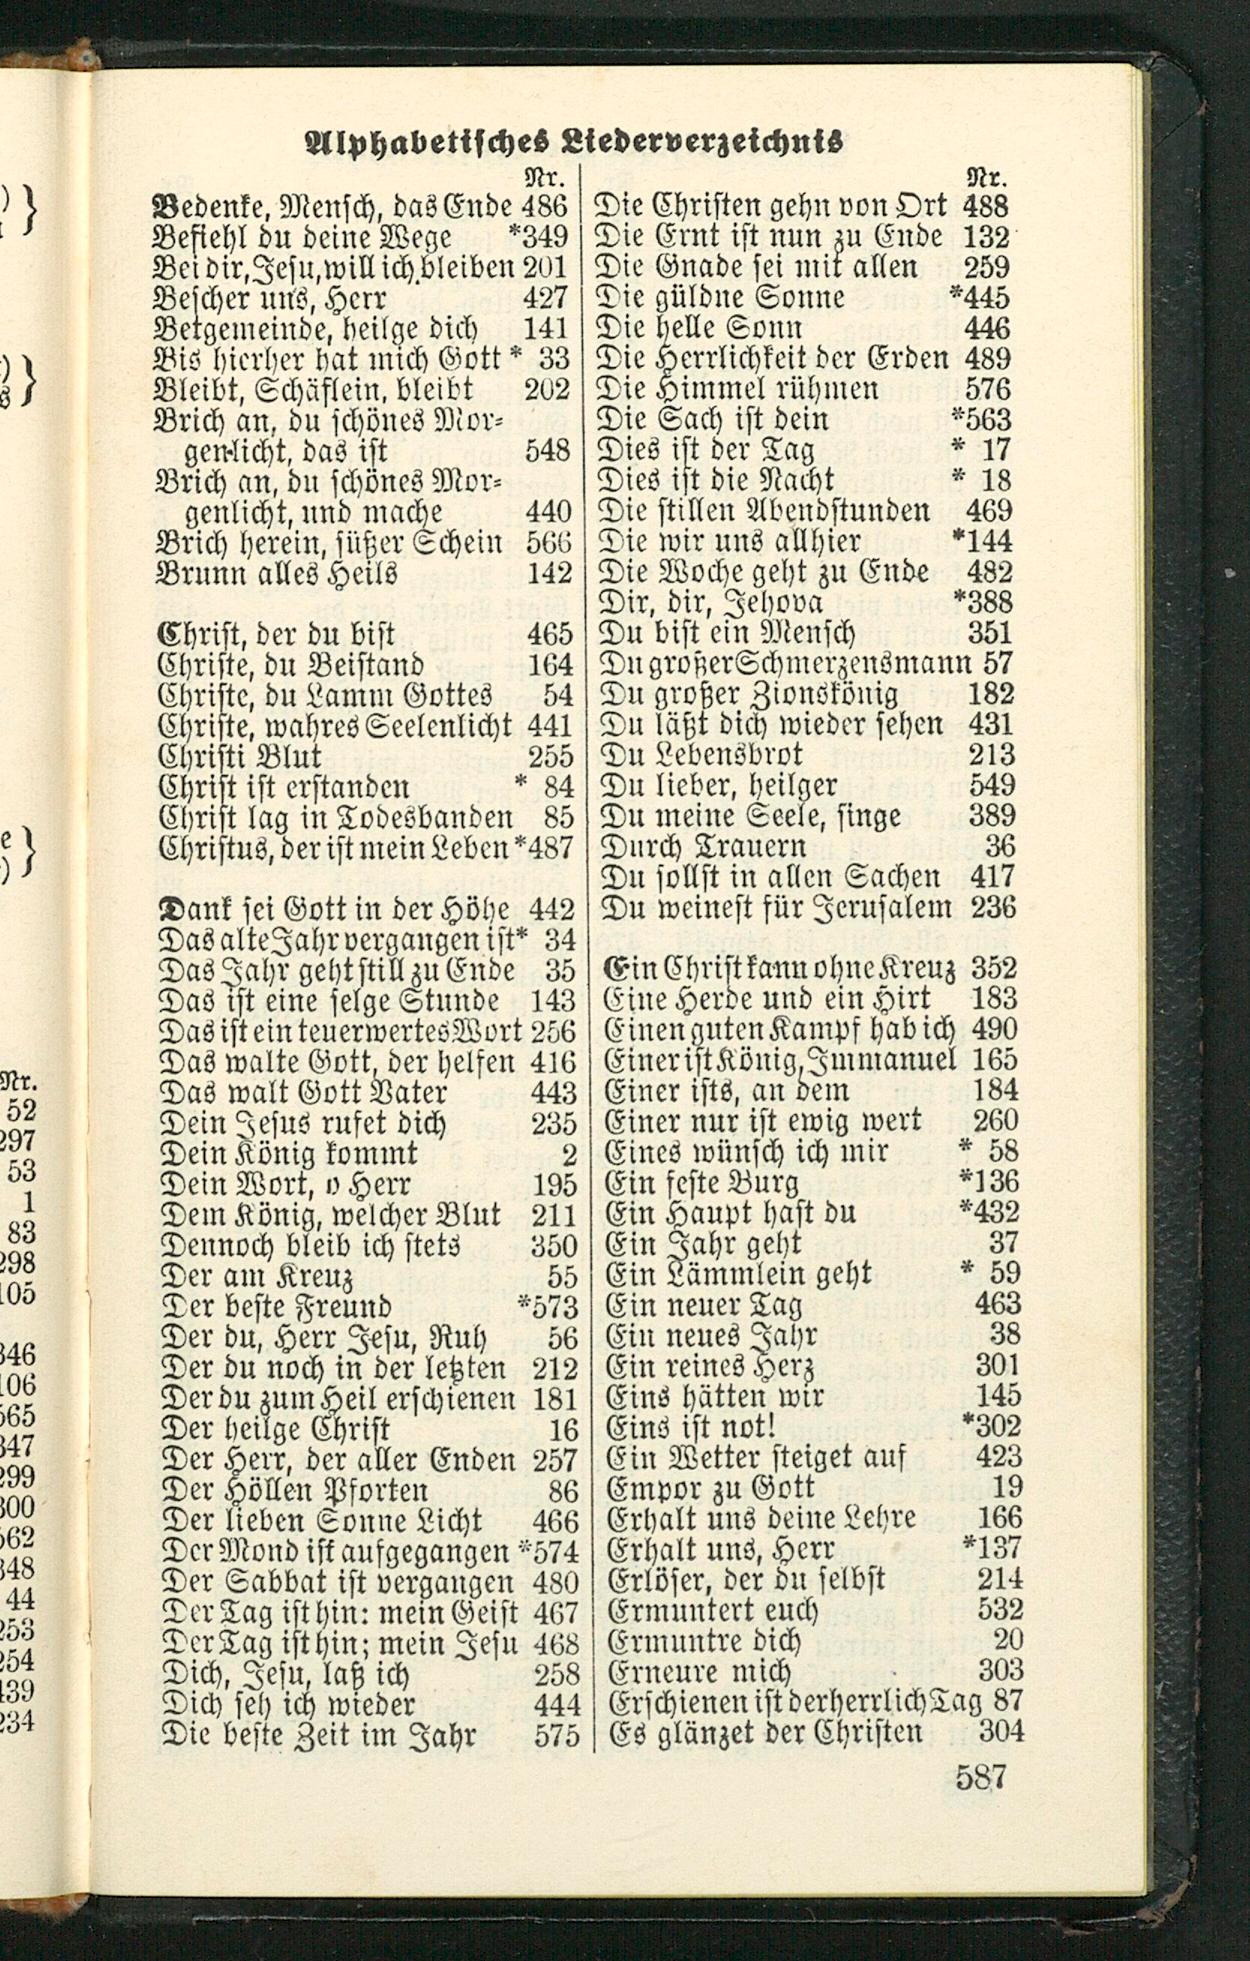 Alphabetisches Liederverzeichnis
Nr.
Bedenke, Mensch, das Ende 486
Befiehl du deine Wege *349
Bei dir, Jesu, will ich bleiben 201
Bescher uns, Herr 427
Betgemeinde, heilge dich 141
Bis hierher hat mich Gott * 33
Bleibt, Schäflein, bleibt 202
Brich an, du schönes Mor-
genlicht, das ist 548
Brich an, du schönes Mor-
genlicht, und mache 440
Brich herein, süßer Schein 566
Brunn alles Heils 142
Christ, der du bist 465
Christe, du Beistand 164
Christe, du Lamm Gottes 54
Christe, wahres Seelenlicht 441
Christi Blut 255
Christ ist erstanden * 84
Christ lag in Todesbanden 85
Christus, der ist mein Leben *487
Dank sei Gott in der Höhe 442
Das alte Jahr vergangen ist * 34
Das Jahr geht still zu Ende 35
Das ist eine selge Stunde 143
Das ist ein teuer wertes Wort 256
Das walte Gott, der helfen 416
Das walt Gott Vater 443
Dein Jesus rufet dich 235
Dein König kommt 2
Dein Wort, o Herr 195
Dem König, welcher Blut 211
Dennoch bleib ich stets 350
Der am Kreuz 55
Der beste Freund *573
Der du, Herr Jesu, Ruh 56
Der du noch in der letzten 212
Der du zum Heil erschienen 181
Der heilge Christ 16
Der Herr, der aller Enden 257
Der Höllen Pforten 86
Der lieben Sonne Licht 466
Der Mond ist aufgegangen *574
Der Sabbat ist vergangen 480
Der Tag ist hin: mein Geist 467
Der Tag ist hin; mein Jesu 468
Dich, Jesu, laß ich 258
Dich seh ich wieder 444
Die beste Zeit im Jahr 575
Nr.
Die Christen gehn von Ort 488
Die Ernt ist nun zu Ende 132
Die Gnade sei mit allen 259
Die güldne Sonne *445
Die helle Sonn 446
Die Herrlichkeit der Erden 489
Die Himmel rühmen 576
Die Sach ist dein *563
Dies ist der Tag * 17
Dies ist die Nacht * 18
Die stillen Abendstunden 469
Die wir uns allhier *144
Die Woche geht zu Ende 482
Dir, dir, Jehova *388
Du bist ein Mensch 351
Du großer Schmerzensmann 57
Du großer Zionskönig 182
Du läßt dich wieder sehen 431
Du Lebensbrot 213
Du lieber, heilger 549
Du meine Seele, singe 389
Durch Trauern 36
Du sollst in allen Sachen 417
Du weinest für Jerusalem 236
Ein Christ kann ohne Kreuz 352
Eine Herde und ein Hirt 183
Einen guten Kampf hab ich 490
Einer ist König, Immanuel 165
Einer ists, an dem 184
Einer nur ist ewig wert 260
Eines wünsch ich mir * 58
Ein feste Burg *136
Ein Haupt hast du *432
Ein Jahr geht 37
Ein Lämmlein geht * 59
Ein neuer Tag 463
Ein neues Jahr 38
Ein reines Herz 301
Eins hätten wir 145
Eins ist not! *302
Ein Wetter steiget auf 423
Empor zu Gott 19
Erhalt uns deine Lehre 166
Erhalt uns, Herr *137
Erlöser, der du selbst 214
Ermuntert euch 532
Ermuntre dich 20
Erneure mich 303
Erschienen ist der herrlich Tag 87
Es glänzet der Christen 304
587